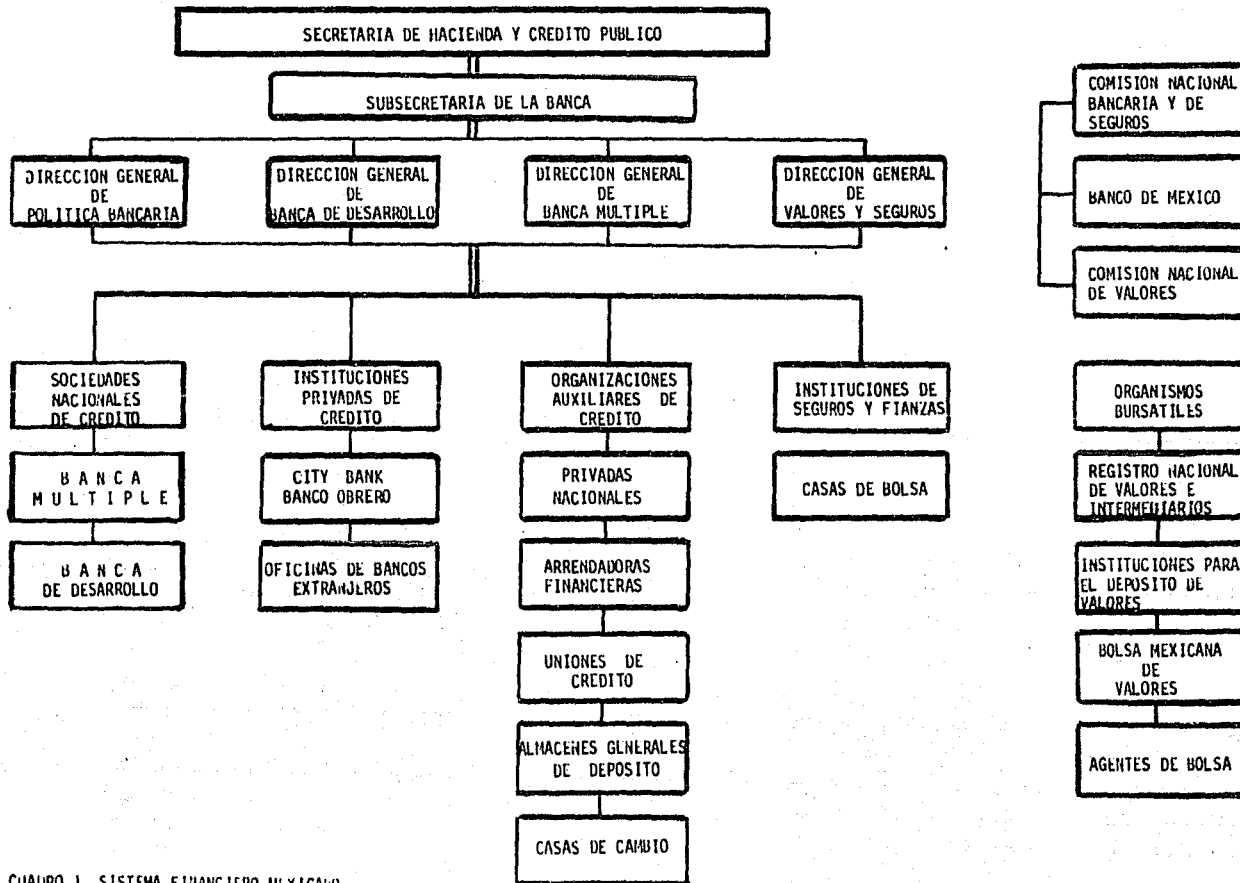 SECRETARIA DE HACIENDA Y CREDITO PUBLICO
SUBSECRETARIA DE LA BANCA
DIRECCION GENERAL
DE
POLITICA BANCARIA
DIRECCION GENERAL
DE
BANCA DE DESARROLLO
DIRECCION GENERAL
DE
BANCA MULTIPLE
DIRECCION GENERAL
DE
VALORES Y SEGUROS
COMISION NACIONAL
BANCARIA Y DE
SEGUROS
BANCO DE MEXICO
COMISION NACIONAL
DE VALORES
SOCIEDADES
NACIONALES
DE CREDITO
B A N C A
M U L T I P L E
B A N C A
DE DESARROLLO
INSTITUCIONES
PRIVADAS DE
CREDITO
CITY BANK
BANCO OBRERO
OFICINAS DE BANCOS
EXTRANJEROS
ORGANIZACIONES
AUXILIARES DE
CREDITO
PRIVADAS
NACIONALES
ARRENDADORAS
FINANCIERAS
UNIONES DE
CREDITO
ALMACENES GENERALES
DE DEPOSITO
CASAS DE CAMBIO
INSTITUCIONES DE
SEGUROS Y FIANZAS
CASAS DE BOLSA
ORGANISMOS
BURSATILES
REGISTRO NACIONAL
DE VALORES E
INTERMEDIARIOS
INSTITUCIONES PARA
EL DEPOSITO DE
VALORES
BOLSA MEXICANA
DE
VALORES
AGENTES DE BOLSA
CUADRO 1 SISTEMA FINANCIERO MEXICANO